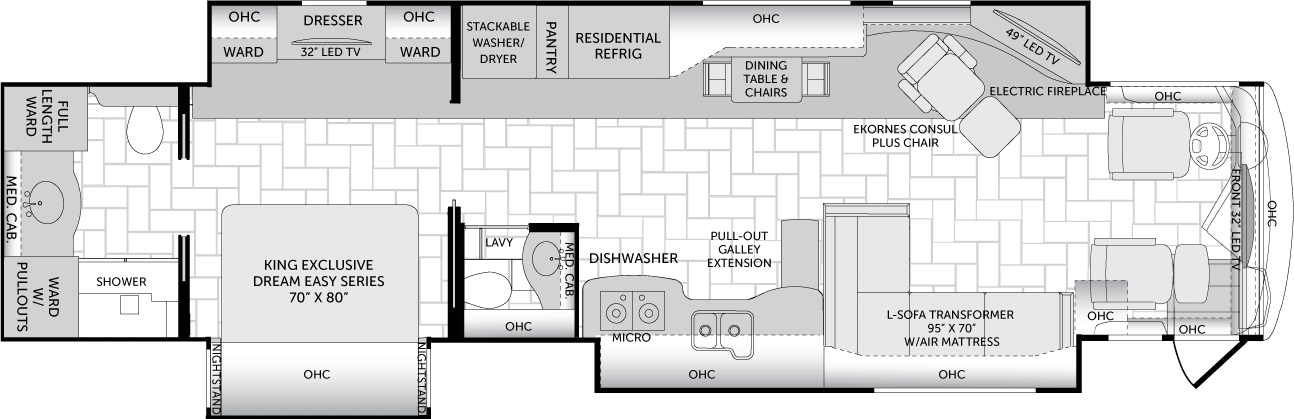 OHC
DRESSER
OHC
WARD
32" LED TV
WARD
STACKABLE
WASHER/
DRYER
PANTRY
RESIDENTIAL
REFRIG
OHC
49" LED TV
DINING
TABLE &
CHAIRS
ELECTRIC FIREPLACE
OHC
EKORNES CONSUL
PLUS CHAIR
FULL
LENGTH
WARD
MED. CAB.
WARD
W/
PULLOUTS
SHOWER
KING EXCLUSIVE
DREAM EASY SERIES
70" X 80"
NIGHTSTAND
OHC
NIGHTSTAND
LAVY
MED. CAB.
OHC
DISHWASHER
MICRO
OHC
PULL-OUT
GALLEY
EXTENSION
L-SOFA TRANSFORMER
95" X 70"
W/AIR MATTRESS
OHC
OHC
OHC
FRONT 32" LED TV
OHC